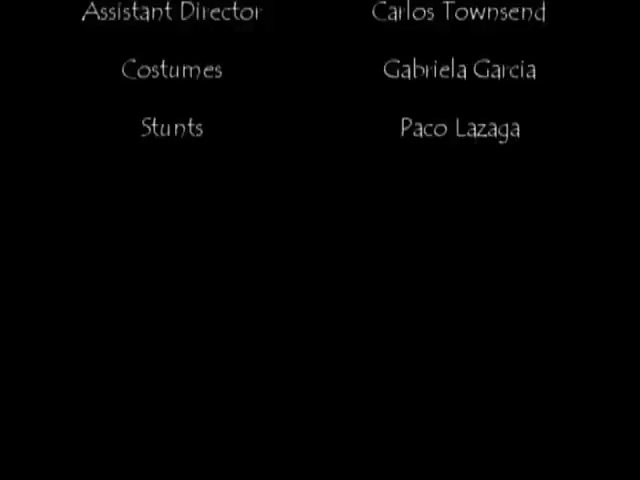 Assistant Director Carlos Townsend
Costumes Gabriela Garcia
Stunts Paco Lazaga